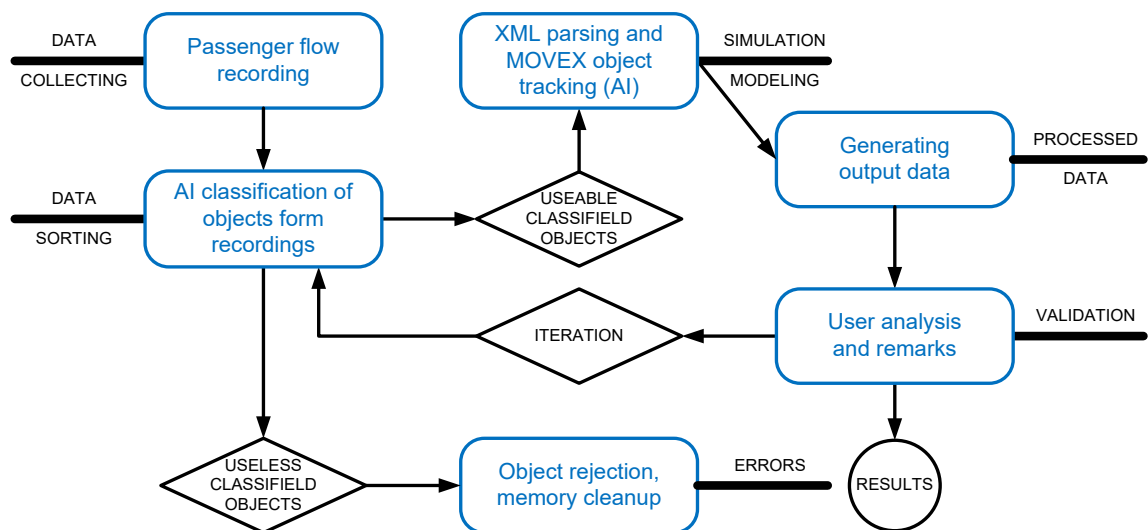 DATA
COLLECTING
Passenger flow
recording
XML parsing and
MOVEX object
tracking (AI)
SIMULATION
MODELING
Generating
output data
PROCESSED
DATA
DATA
SORTING
AI classification of
objects form
recordings
USEABLE
CLASSIFIELD
OBJECTS
ITERATION
User analysis
and remarks
VALIDATION
USELESS
CLASSIFIELD
OBJECTS
Object rejection,
memory cleanup
ERRORS
RESULTS